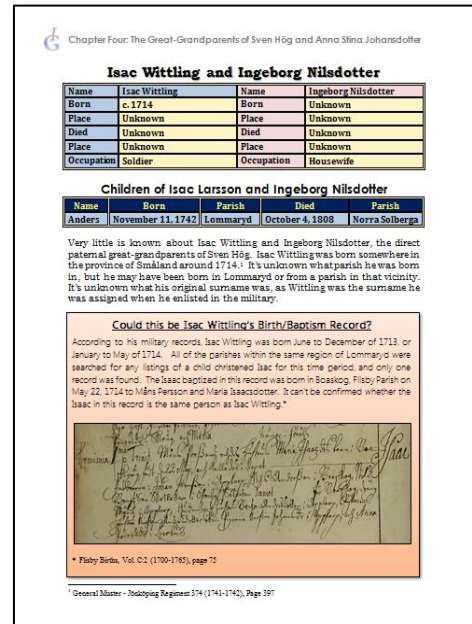 Chapter Four: The Great-Grandparents of Sven Hög and Anna Stina Johansdotter
Isac Wittling and Ingeborg Nilsdotter
Name Isac Wittling Name Ingeborg Nilsdotter
Born c. 1714 Born Unknown
Place Unknown Place Unknown
Died Unknown Died Unknown
Place Unknown Place Unknown
Occupation Soldier Occupation Housewife
Children of Isac Larsson and Ingeborg Nilsdotter
Name Born Parish Died Parish
Anders November 11, 1742 Lommaryd October 4, 1808 Norra Solberga
Very little is known about Isac Wittling and Ingeborg Nilsdotter, the direct
paternal great-grandparents of Sven Hög. Isac Wittling was born somewhere in
the province of Småland around 1714.¹ It's unknown what parish he was born
in, but he may have been born in Lommaryd or from a parish in that vicinity.
It's unknown what his original surname was, as Wittling was the surname he
was assigned when he enlisted in the military.
Could this be Isac Wittling's Birth/Baptism Record?
According to his military records, Isac Wittling was born June to December of 1713, or
January to May of 1714. All of the parishes within the same region of Lommaryd were
searched for any listings of a child christened Isac for this time period, and only one
record was found. The Isaac baptized in this record was born in Boaskog, Flisby Parish on
May 22, 1714 to Måns Persson and Maria Isaacsdotter. It can't be confirmed whether the
Isaac in this record is the same person as Isac Wittling.*
Isaac
* Flisby Births, Vol. C:2 (1700-1765), page 75
¹ General Muster - Jönköping Regiment 374 (1741-1742), Page 397